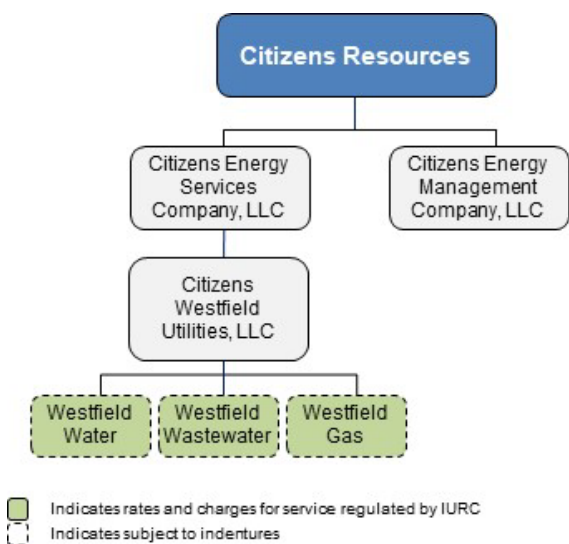 Citizens Resources
Citizens Energy
Services
Company, LLC
Citizens Energy
Management
Company, LLC
Citizens
Westfield
Utilities, LLC
Westfield
Water
Westfield
Wastewater
Westfield
Gas
Indicates rates and charges for service regulated by IURC
Indicates subject to indentures